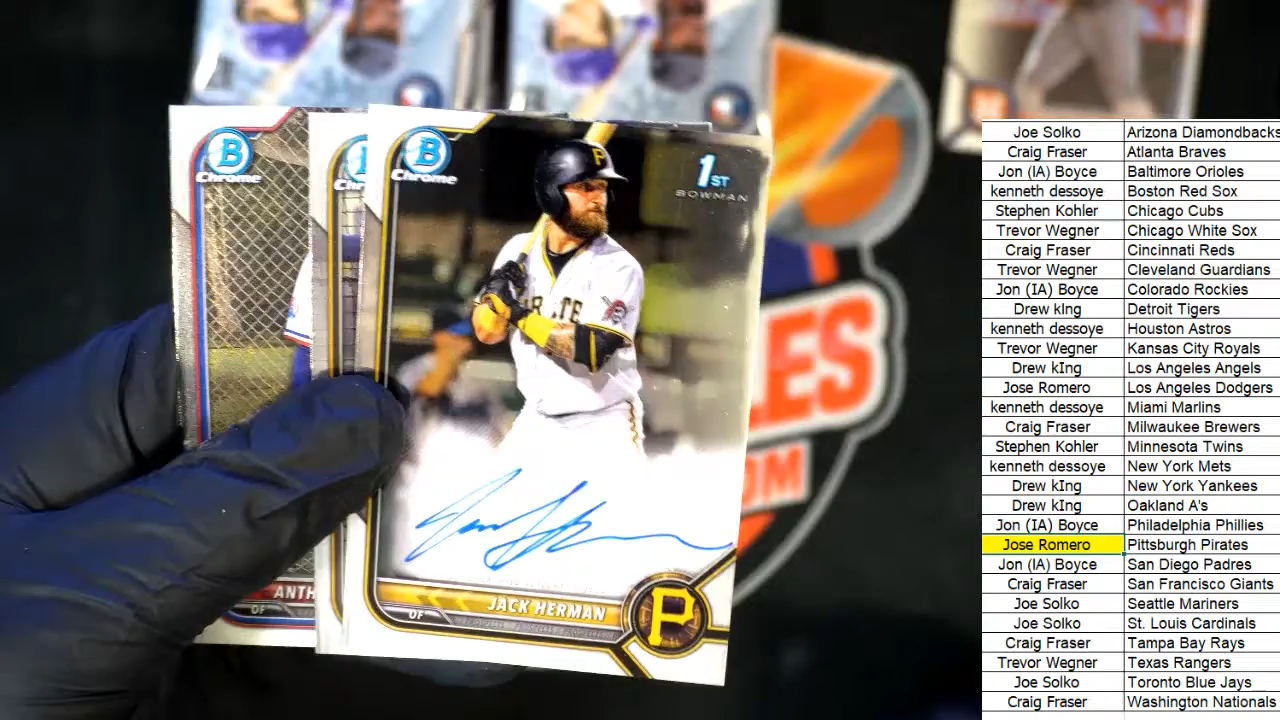 B
Chrome
B
Chrome
P
1ST
BOWMAN
ANTH
OF
JACK HERMAN
OF
P
LES
OM
Joe Solko Arizona Diamondbacks
Craig Fraser Atlanta Braves
Jon (IA) Boyce Baltimore Orioles
kenneth dessoye Boston Red Sox
Stephen Kohler Chicago Cubs
Trevor Wegner Chicago White Sox
Craig Fraser Cincinnati Reds
Trevor Wegner Cleveland Guardians
Jon (IA) Boyce Colorado Rockies
Drew kIng Detroit Tigers
kenneth dessoye Houston Astros
Trevor Wegner Kansas City Royals
Drew kIng Los Angeles Angels
Jose Romero Los Angeles Dodgers
kenneth dessoye Miami Marlins
Craig Fraser Milwaukee Brewers
Stephen Kohler Minnesota Twins
kenneth dessoye New York Mets
Drew kIng New York Yankees
Drew kIng Oakland A's
Jon (IA) Boyce Philadelphia Phillies
Jose Romero Pittsburgh Pirates
Jon (IA) Boyce San Diego Padres
Craig Fraser San Francisco Giants
Joe Solko Seattle Mariners
Joe Solko St. Louis Cardinals
Craig Fraser Tampa Bay Rays
Trevor Wegner Texas Rangers
Joe Solko Toronto Blue Jays
Craig Fraser Washington Nationals